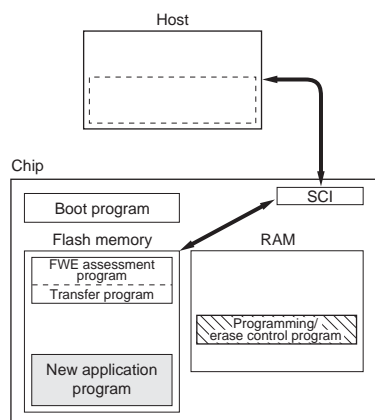 Host
Chip
SCI
Boot program
Flash memory
RAM
FWE assessment
program
Transfer program
Programming/
erase control program
New application
program